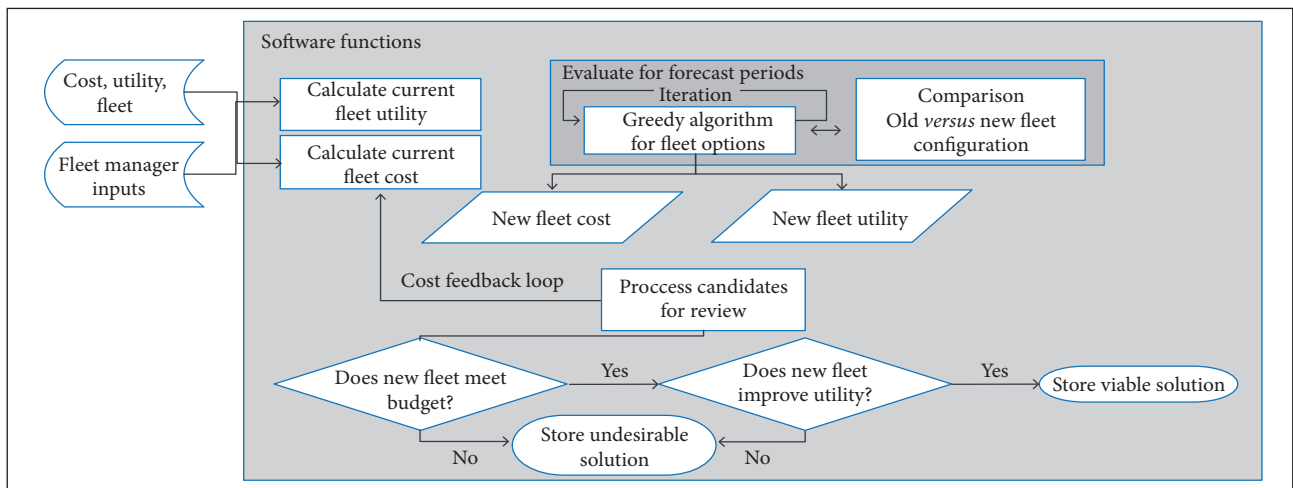 Software functions
Cost, utility,
fleet
Fleet manager
inputs
Calculate current
fleet utility
Calculate current
fleet cost
Evaluate for forecast periods
Iteration
Greedy algorithm
for fleet options
Comparison
Old versus new fleet
configuration
New fleet cost
New fleet utility
Cost feedback loop
Proccess candidates
for review
Does new fleet meet
budget?
Yes
Does new fleet
improve utility?
Yes
Store viable solution
No
Store undesirable
solution
No